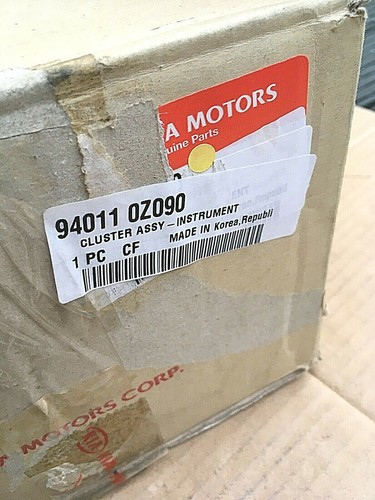 A MOTORS
uine Parts
94011 0Z090
CLUSTER ASSY-INSTRUMENT
1 PC CF MADE IN Korea,Republi
A MOTORS CORP.